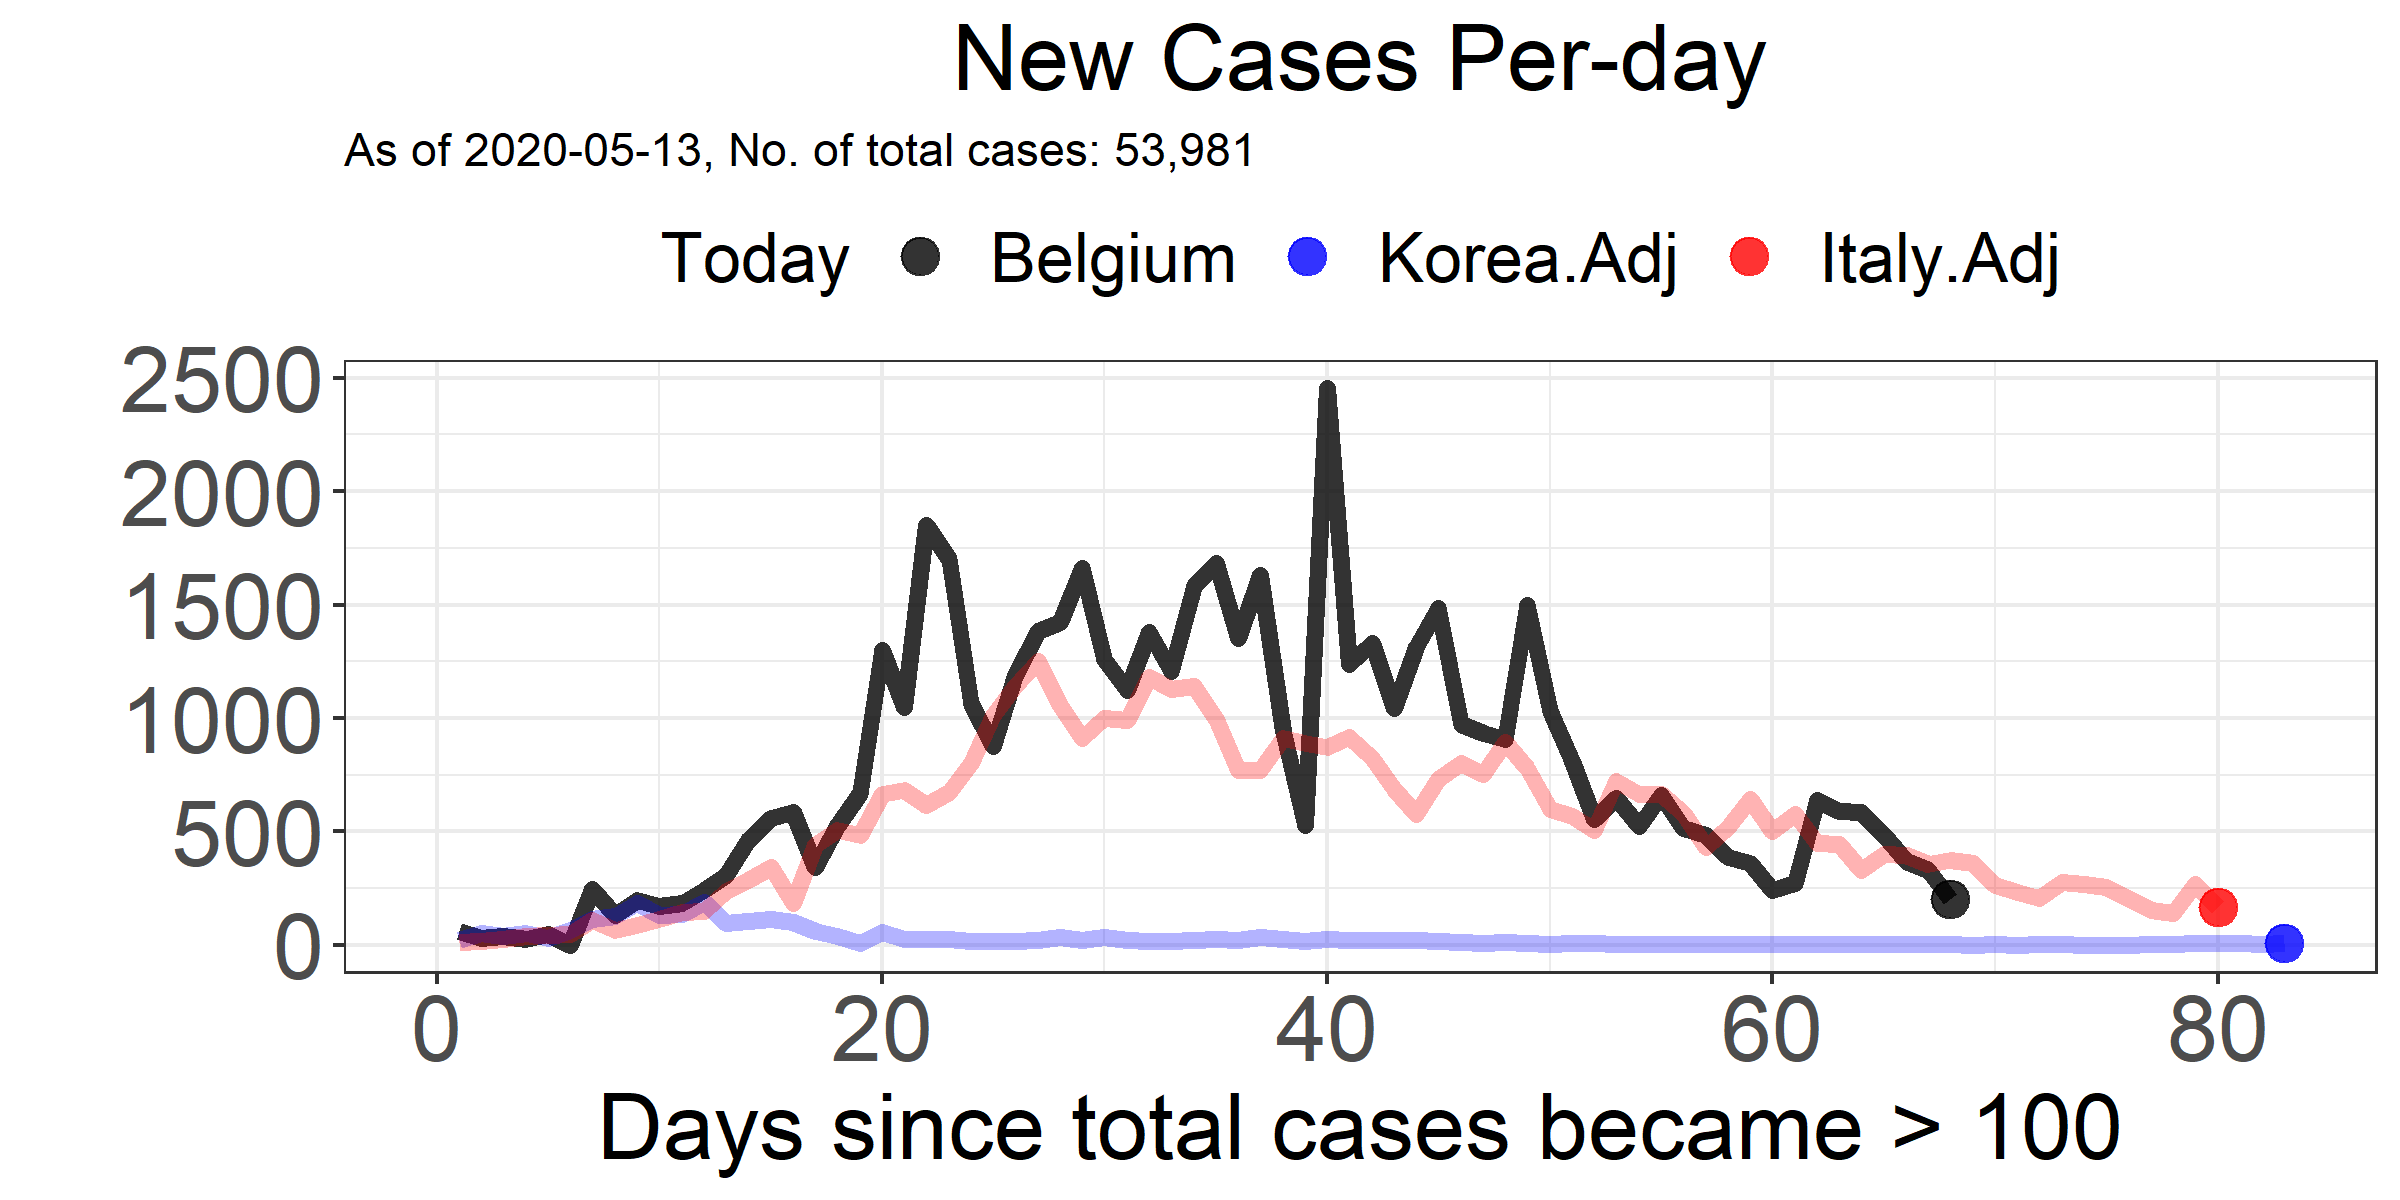 New Cases Per-day
As of 2020-05-13, No. of total cases: 53,981
Today Belgium Korea.Adj Italy.Adj
2500
2000
1500
1000
500
0
0 20 40 60 80
Days since total cases became > 100